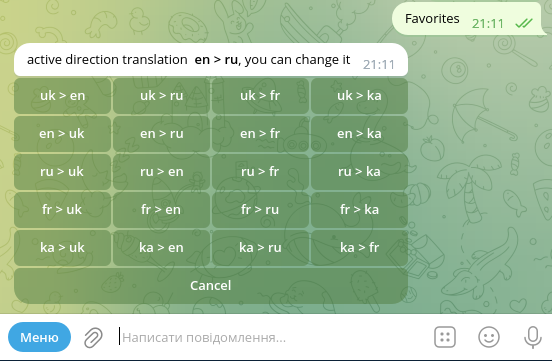 Favorites 21:11
active direction translation en > ru, you can change it 21:11
uk > en uk > ru uk > fr uk > ka
en > uk en > ru en > fr en > ka
ru > uk ru > en ru > fr ru > ka
fr > uk fr > en fr > ru fr > ka
ka > uk ka > en ka > ru ka > fr
Cancel
Меню Написати повідомлення...